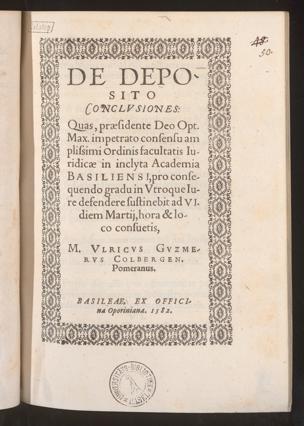 48.
50.
DE DEPO-
SITO
CONCLVSIONES:
Quas, præsidente Deo Opt.
Max. impetrato consensu am
plissimi Ordinis facultatis Iu-
ridicæ in inclyta Academia
BASILIENSI, pro conse-
quendo gradu in Vtroque Iu-
re defendere sustinebit ad VI.
diem Martij, hora & lo-
co consuetis,
M. VLRICVS GVZME-
RVS COLBERGEN.
Pomeranus.
BASILEAE, EX OFFICI-
na Oporiniana. 1582.